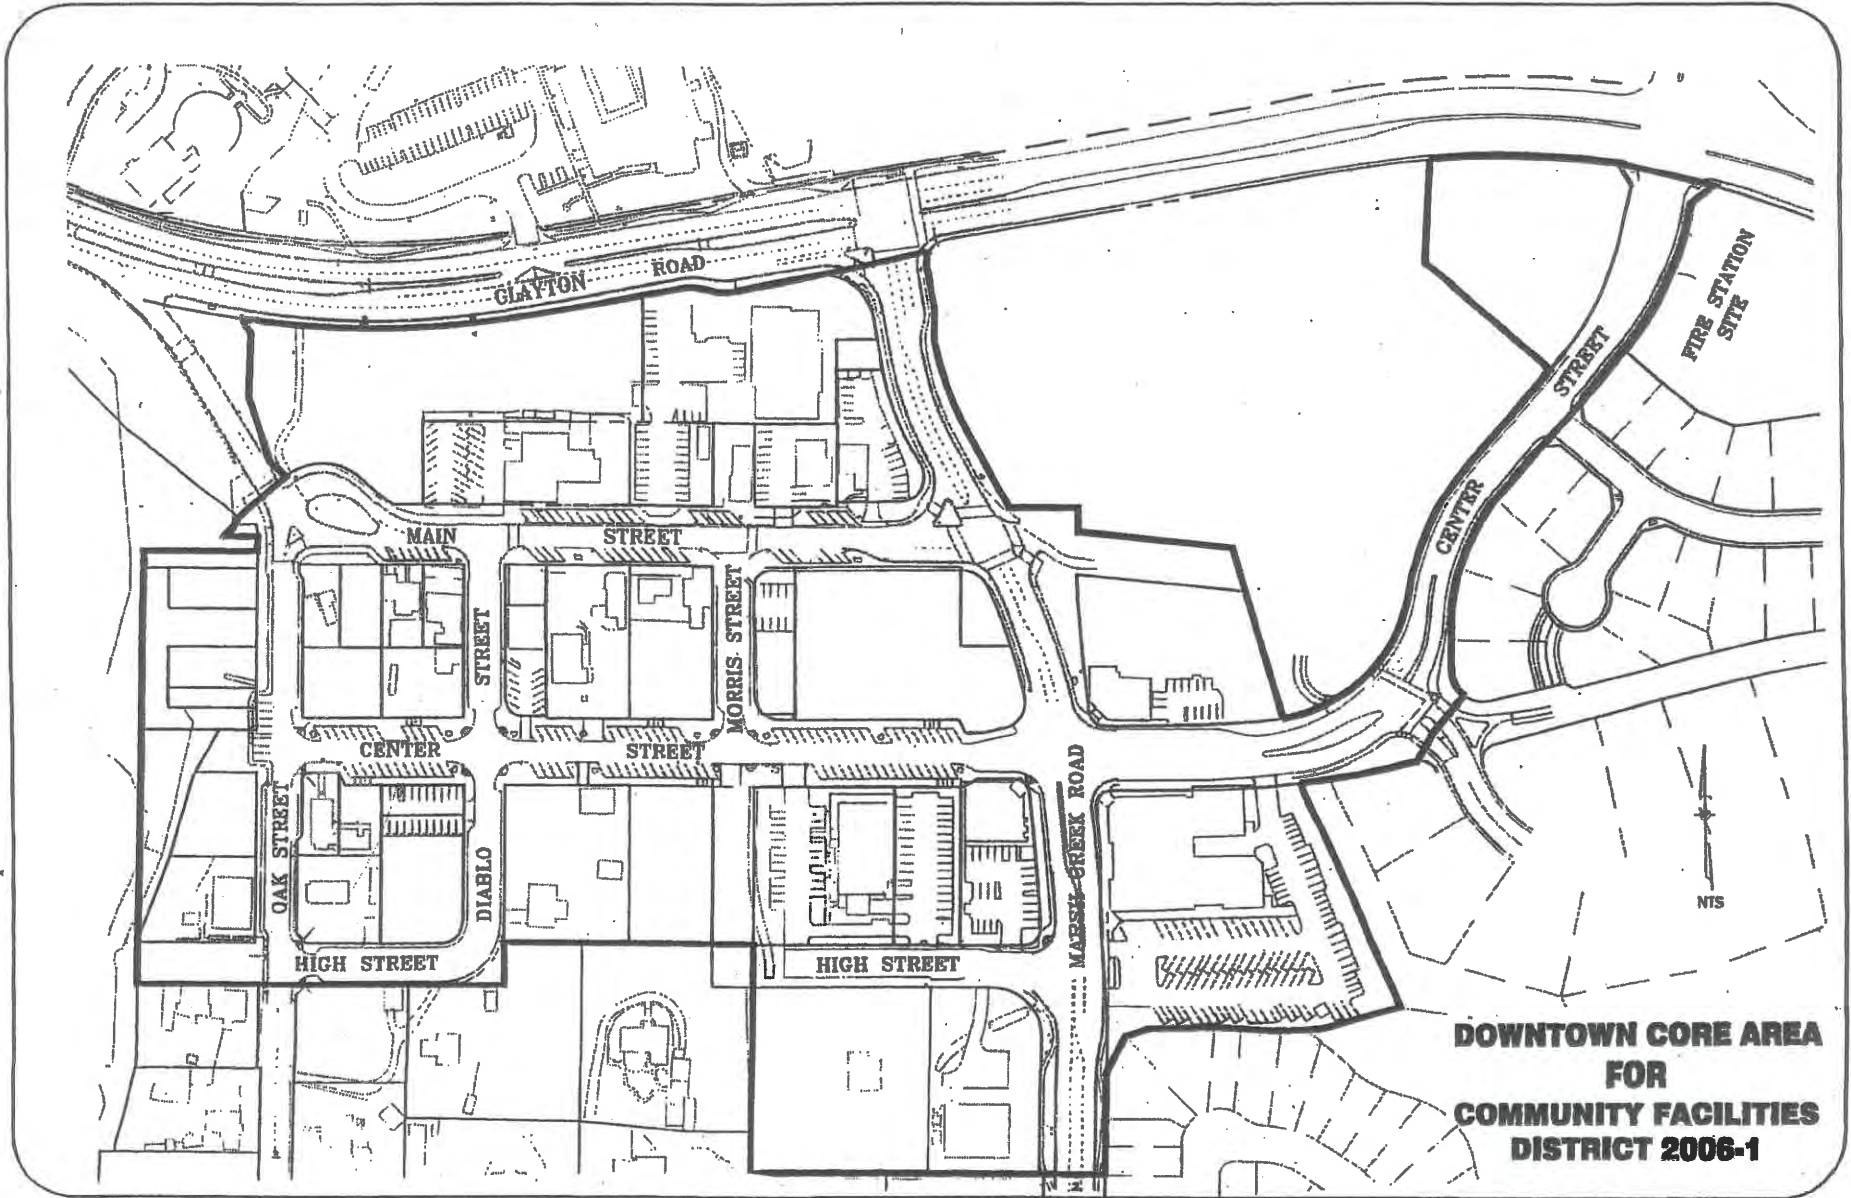 CLAYTON ROAD
FIRE STATION
SITE
CENTER STREET
MAIN STREET
MORRIS STREET
DIABLO STREET
CENTER STREET
OAK STREET
MARSH CREEK ROAD
HIGH STREET
HIGH STREET
NTS
DOWNTOWN CORE AREA
FOR
COMMUNITY FACILITIES
DISTRICT 2006-1